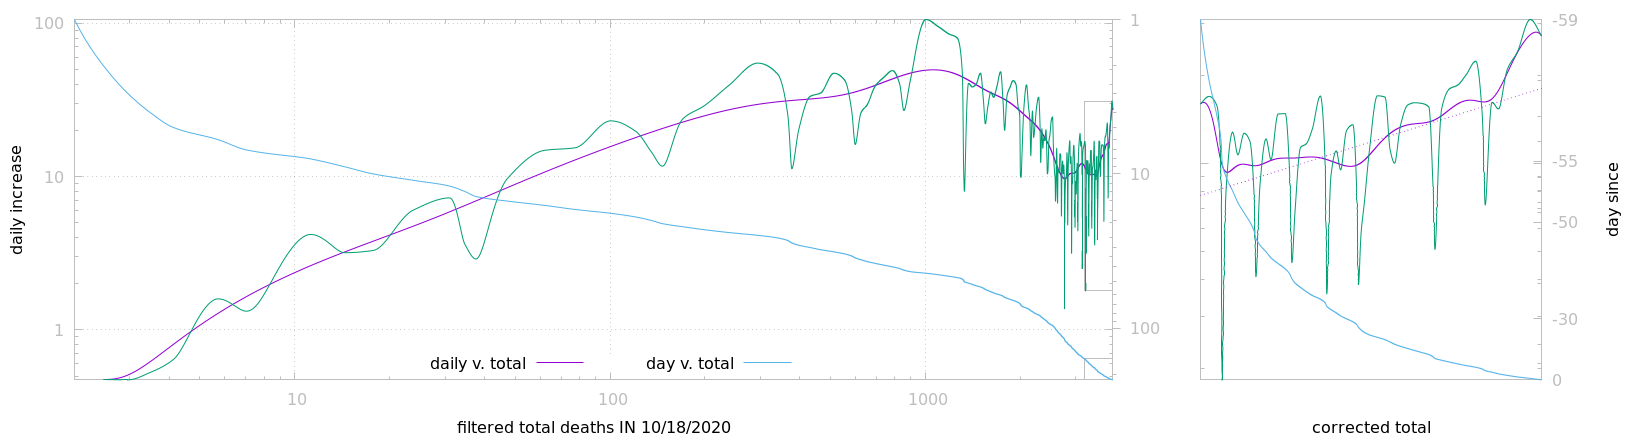 100
10
1
daily increase
10
100
1000
filtered total deaths IN 10/18/2020
daily v. total
day v. total
1
10
100
-59
-55
-50
-30
0
day since
corrected total